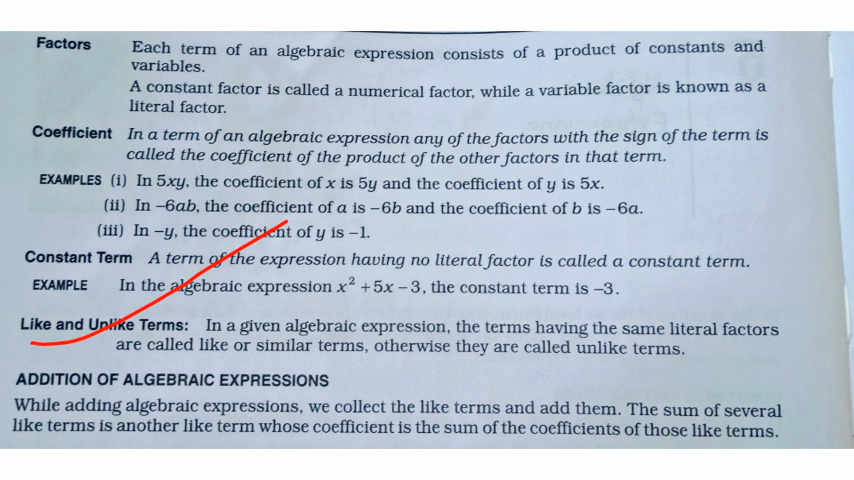 Factors Each term of an algebraic expression consists of a product of constants and
variables.
A constant factor is called a numerical factor, while a variable factor is known as a
literal factor.
Coefficient In a term of an algebraic expression any of the factors with the sign of the term is
called the coefficient of the product of the other factors in that term.
EXAMPLES (i) In 5xy, the coefficient of x is 5y and the coefficient of y is 5x.
(ii) In –6ab, the coefficient of a is –6b and the coefficient of b is –6a.
(iii) In –y, the coefficient of y is –1.
Constant Term A term of the expression having no literal factor is called a constant term.
EXAMPLE In the algebraic expression x² + 5x – 3, the constant term is –3.
Like and Unlike Terms: In a given algebraic expression, the terms having the same literal factors
are called like or similar terms, otherwise they are called unlike terms.
ADDITION OF ALGEBRAIC EXPRESSIONS
While adding algebraic expressions, we collect the like terms and add them. The sum of several
like terms is another like term whose coefficient is the sum of the coefficients of those like terms.